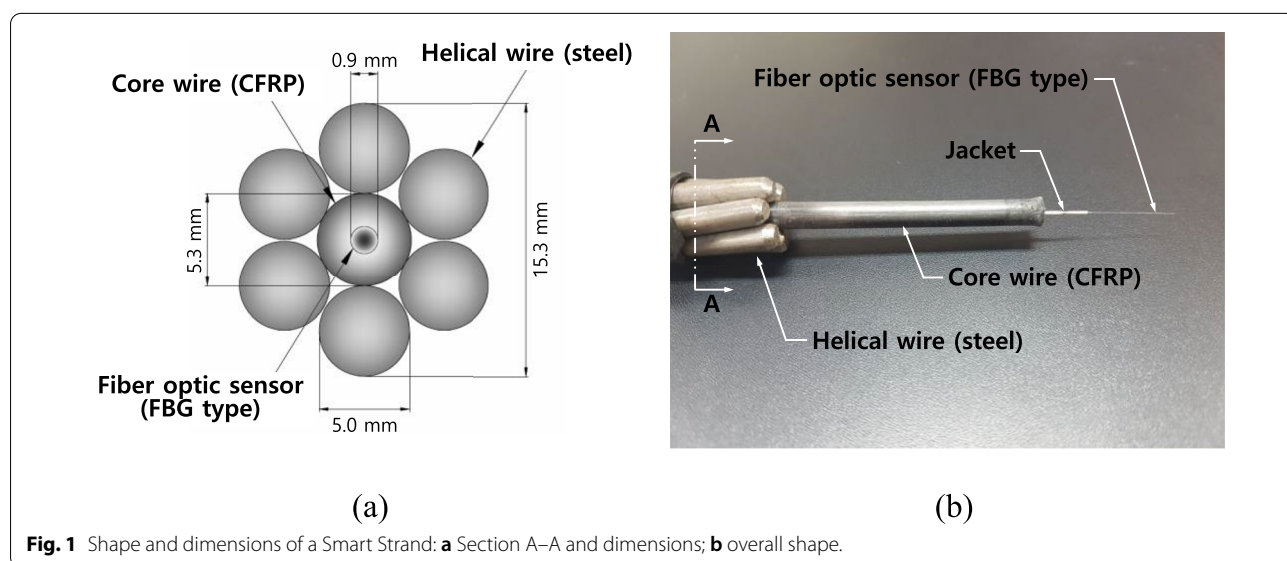 0.9 mm
Helical wire (steel)
Core wire (CFRP)
5.3 mm
15.3 mm
Fiber optic sensor
(FBG type)
5.0 mm
(a)
Fiber optic sensor (FBG type)
A
Jacket
Core wire (CFRP)
A
Helical wire (steel)
(b)
Fig. 1 Shape and dimensions of a Smart Strand: a Section A–A and dimensions; b overall shape.